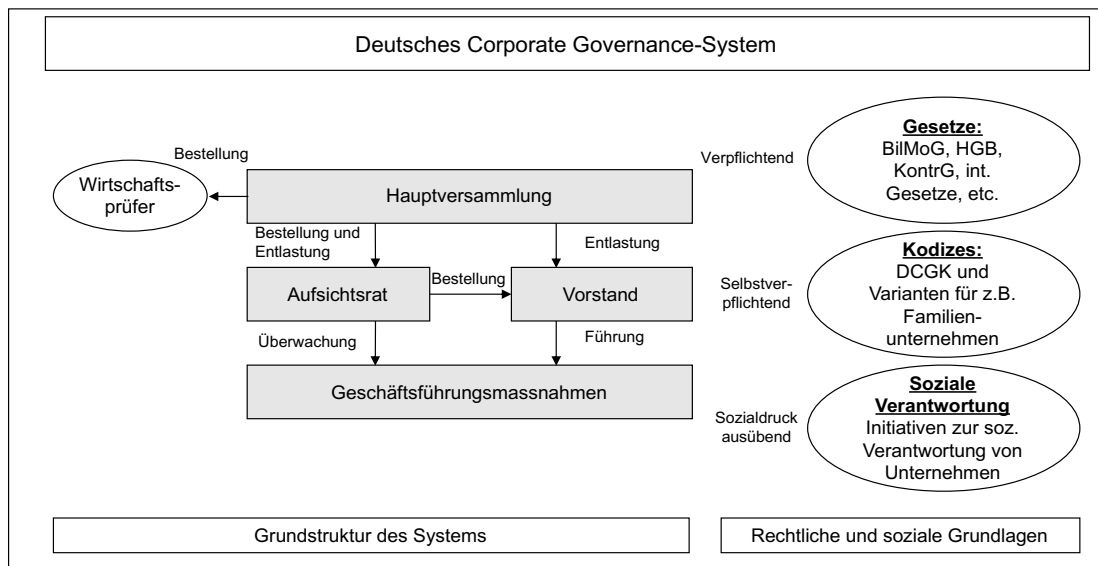 Deutsches Corporate Governance-System
Bestellung
Wirtschafts-
prüfer
Hauptversammlung
Bestellung und
Entlastung
Entlastung
Aufsichtsrat
Bestellung
Vorstand
Überwachung
Führung
Geschäftsführungsmassnahmen
Grundstruktur des Systems
Verpflichtend
Gesetze:
BilMoG, HGB,
KontrG, int.
Gesetze, etc.
Selbstver-
pflichtend
Kodizes:
DCGK und
Varianten für z.B.
Familien-
unternehmen
Sozialdruck
ausübend
Soziale
Verantwortung
Initiativen zur soz.
Verantwortung von
Unternehmen
Rechtliche und soziale Grundlagen